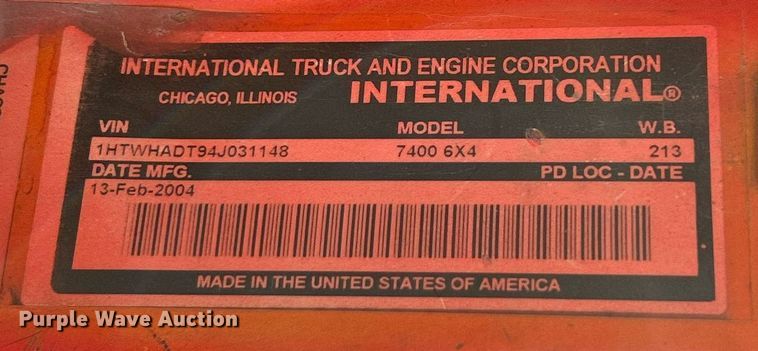 INTERNATIONAL TRUCK AND ENGINE CORPORATION
CHICAGO, ILLINOIS INTERNATIONAL®
VIN MODEL W.B.
1HTWHADT94J031148 7400 6X4 213
DATE MFG. PD LOC - DATE
13-Feb-2004
MADE IN THE UNITED STATES OF AMERICA
Purple Wave Auction